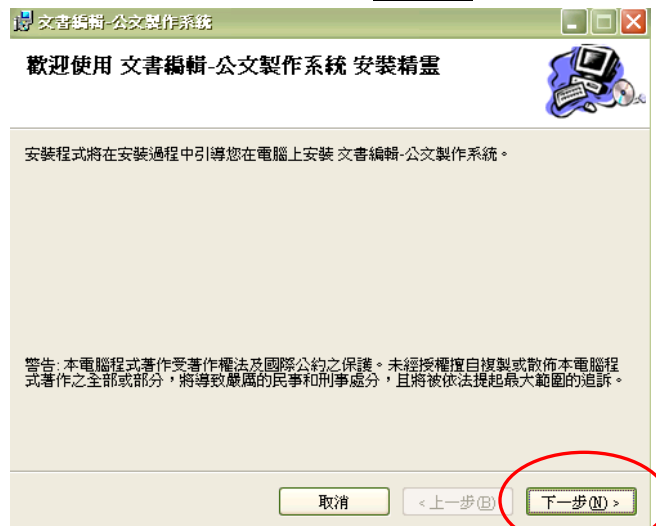 文書編輯-公文製作系統
歡迎使用 文書編輯-公文製作系統 安裝精靈
安裝程式將在安裝過程中引導您在電腦上安裝 文書編輯-公文製作系統。
警告: 本電腦程式著作受著作權法及國際公約之保護。未經授權擅自複製或散佈本電腦程
式著作之全部或部分，將導致嚴厲的民事和刑事處分，且將被依法提起最大範圍的追訴。
取消
<上一步(B)
下一步(N) >